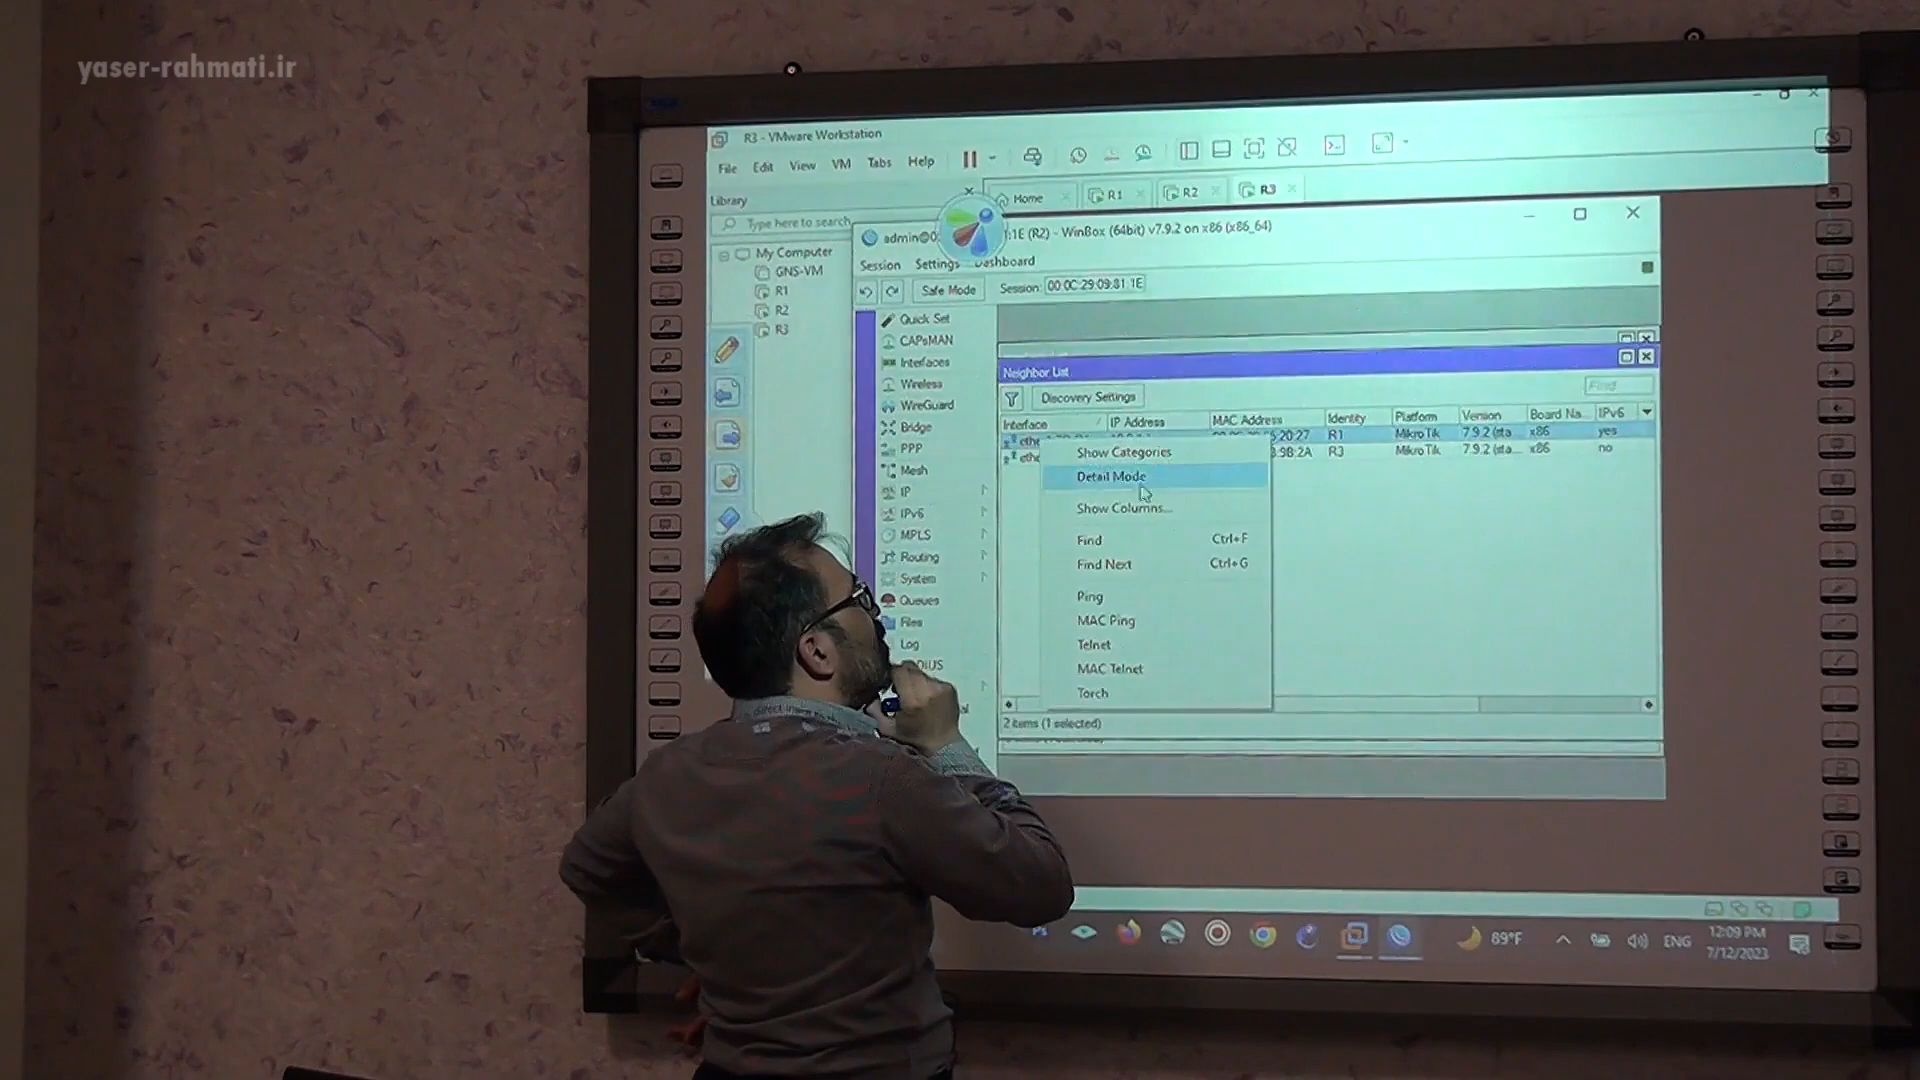 yaser-rahmati.ir
R3 - VMware Workstation
File Edit View VM Tabs Help
Library
Home R1 R2 R3
Type here to search
My Computer
GNS-VM
R1
R2
R3
:1E (R2) - WinBox (64bit) v7.9.2 on x86 (x86_64)
Session Settings Dashboard
Safe Mode Session: 00:0C:29:09:81:1E
Quick Set
CAPsMAN
Interfaces
Wireless
WireGuard
Bridge
PPP
Mesh
IP
IPv6
MPLS
Routing
System
Queues
Files
Log
Neighbor List
Discovery Settings
Find
Interface IP Address MAC Address Identity Platform Version Board Na... IPv6
20:27 R1 MikroTik 7.9.2 (sta... x86 yes
9B:2A R3 MikroTik 7.9.2 (sta... x86 no
Show Categories
Detail Mode
Show Columns...
Find Ctrl+F
Find Next Ctrl+G
Ping
MAC Ping
Telnet
MAC Telnet
Torch
2 items (1 selected)
89°F ENG 12:09 PM
7/12/2023